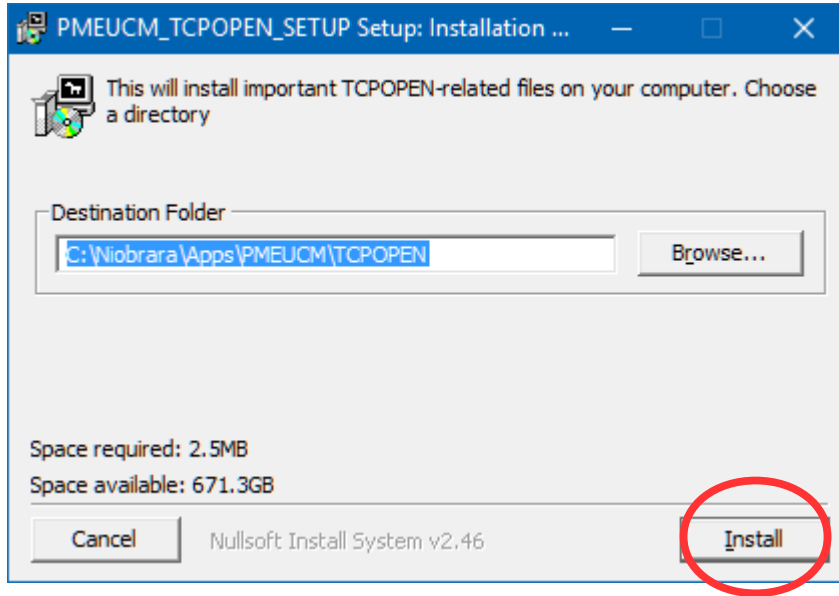 PMEUCM_TCPOPEN_SETUP Setup: Installation ...
This will install important TCPOPEN-related files on your computer. Choose
a directory
Destination Folder
C:\Niobrara\Apps\PMEUCM\TCPOPEN
Browse...
Space required: 2.5MB
Space available: 671.3GB
Cancel
Nullsoft Install System v2.46
Install